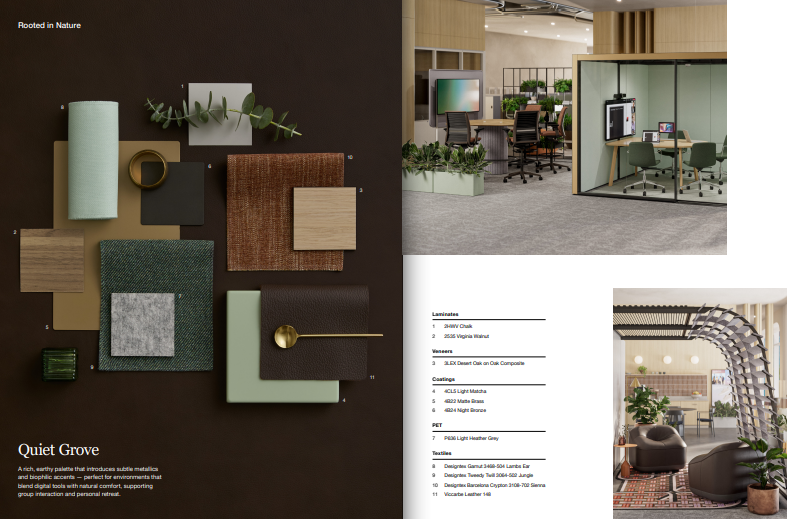 Rooted in Nature
1
8
6
10
3
2
7
5
9
11
4
Quiet Grove
A rich, earthy palette that introduces subtle metallics
and biophilic accents — perfect for environments that
blend digital tools with natural comfort, supporting
group interaction and personal retreat.
Laminates
1 2HWV Chalk
2 2535 Virginia Walnut
Veneers
3 3LEX Desert Oak on Oak Composite
Coatings
4 4CL5 Light Matcha
5 4B22 Matte Brass
6 4B24 Night Bronze
PET
7 P836 Light Heather Grey
Textiles
8 Designtex Gamut 3468-504 Lambs Ear
9 Designtex Tweedy Twill 3064-502 Jungle
10 Designtex Barcelona Crypton 3108-702 Sienna
11 Viccarbe Leather 148